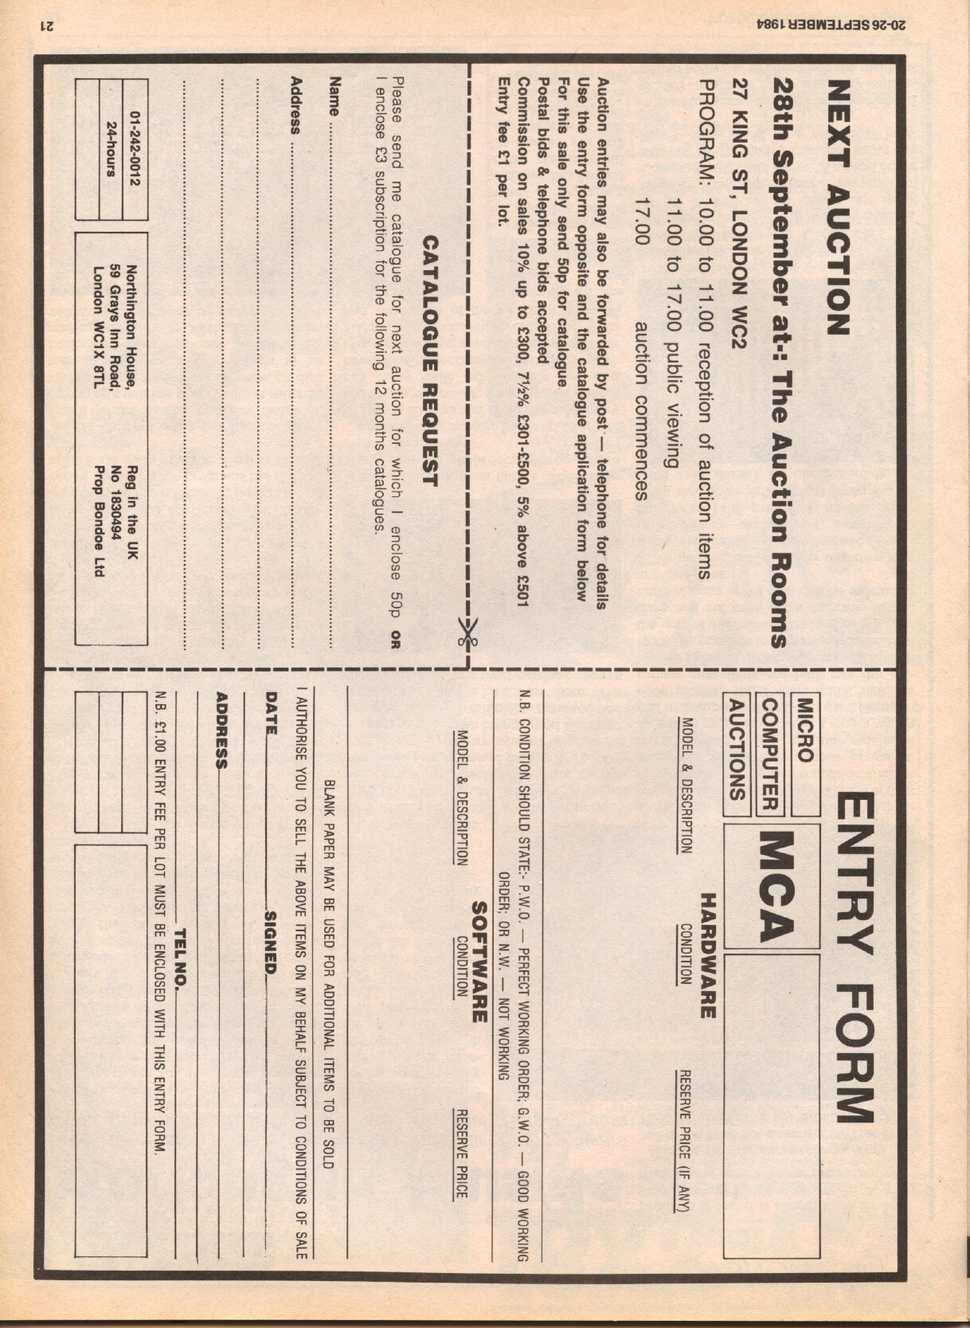 NEXT AUCTION
28th September at·: The Auction Rooms
27 KING ST, LONDON WC2
PROGRAM: 10.00 to 11.00 reception of auction items
11.00 to 17.00 public viewing
17.00 auction commences
Auction entries may also be forwarded by post — telephone for details
Use the entry form opposite and the catalogue application form below
For this sale only send 50p for catalogue
Postal bids & telephone bids accepted
Commission on sales 10% up to £300, 7½% £301-£500, 5% above £501
Entry fee £1 per lot.
CATALOGUE REQUEST
Please send me catalogue for next auction for which I enclose 50p OR
I enclose £3 subscription for the following 12 months catalogues.
Name
Address
01-242-0012
24-hours
Northington House,
59 Grays Inn Road,
London WC1X 8TL
Reg in the UK
No 1830494
Prop Bondoe Ltd
ENTRY FORM
MICRO
COMPUTER
AUCTIONS
MCA
HARDWARE
MODEL & DESCRIPTION CONDITION RESERVE PRICE (IF ANY)
N.B. CONDITION SHOULD STATE:- P.W.O. — PERFECT WORKING ORDER; G.W.O. — GOOD WORKING
ORDER; OR N.W. — NOT WORKING
SOFTWARE
MODEL & DESCRIPTION CONDITION RESERVE PRICE
BLANK PAPER MAY BE USED FOR ADDITIONAL ITEMS TO BE SOLD
I AUTHORISE YOU TO SELL THE ABOVE ITEMS ON MY BEHALF SUBJECT TO CONDITIONS OF SALE
DATE SIGNED
ADDRESS
TEL NO.
N.B. £1.00 ENTRY FEE PER LOT MUST BE ENCLOSED WITH THIS ENTRY FORM.
20-26 SEPTEMBER 1984
21